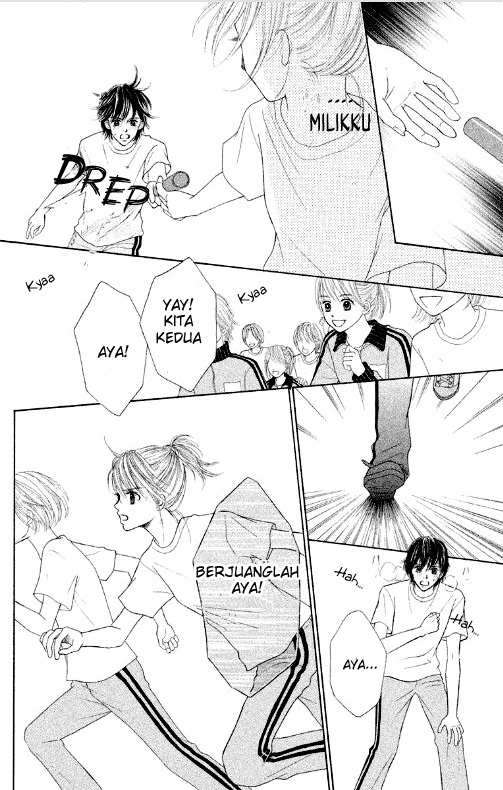 ....
MILIKKU
DREP
Kyaa
Kyaa
YAY!
KITA
KEDUA
AYA!
BERJUANGLAH
AYA!
Hah..
Hah..
AYA...